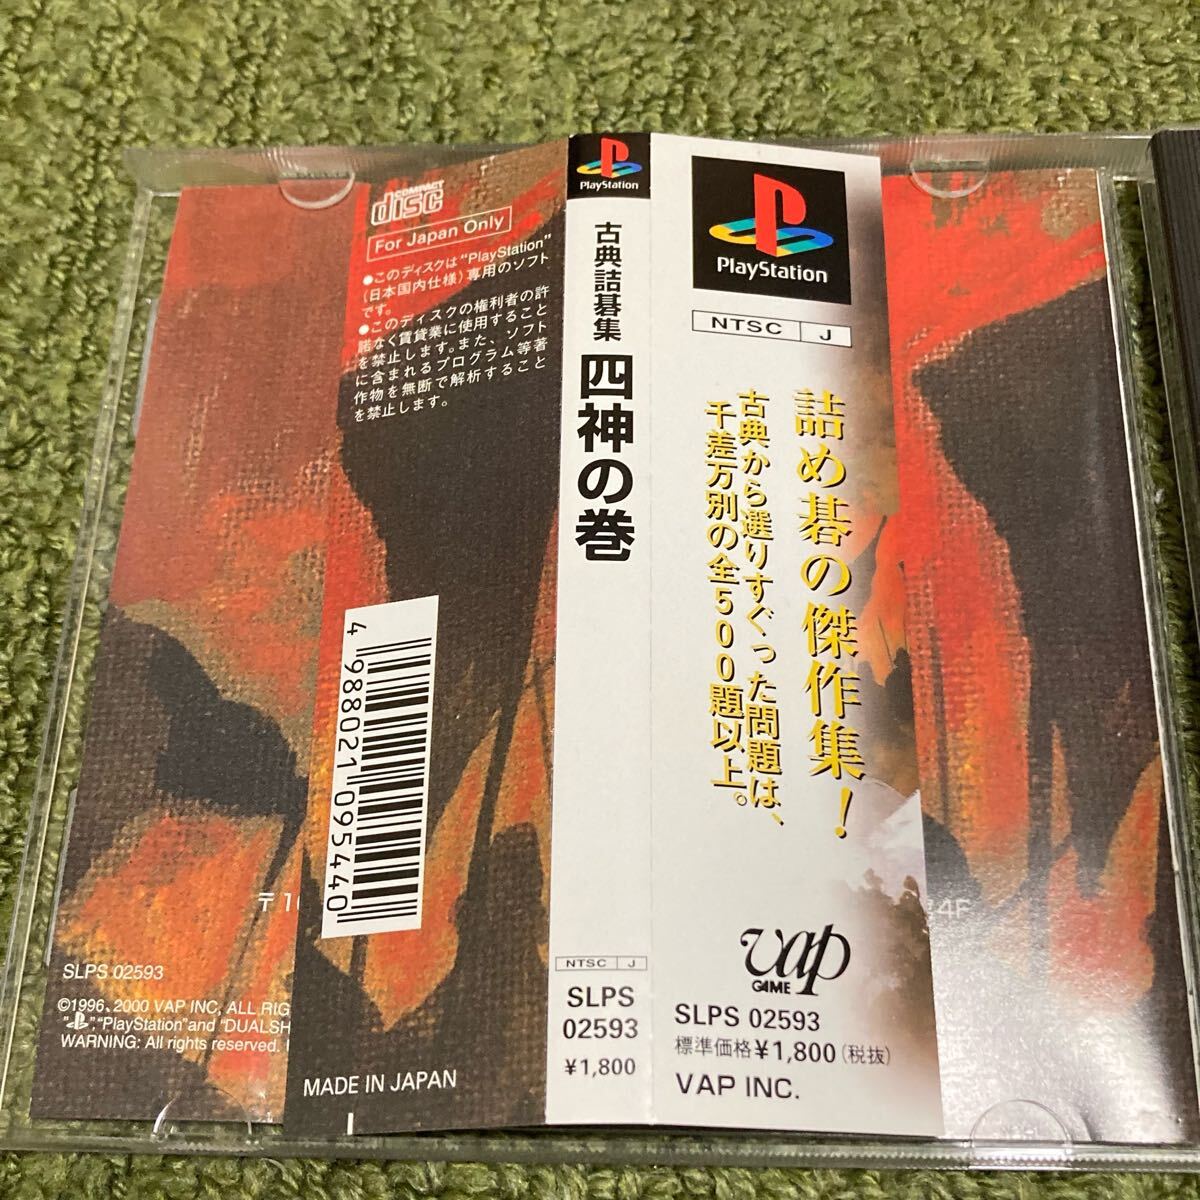 COMPACT
disc
For Japan Only
●このディスクは"PlayStation"
(日本国内仕様)専用のソフト
です。
●このディスクの権利者の許
諾なく賃貸業に使用すること
を禁止します。また、ソフト
に含まれるプログラム等著
作物を無断で解析すること
を禁止します。
4 988021 095440
〒10
SLPS 02593
©1996, 2000 VAP INC, ALL RIG
"PlayStation" and "DUALSH
WARNING: All rights reserved.
MADE IN JAPAN
PlayStation
古典詰碁集
四神の巻
NTSC J
SLPS
02593
¥1,800
PlayStation
NTSC J
詰め碁の傑作集!
古典から選りすぐった問題は、
千差万別の全500題以上。
vap
GAME
SLPS 02593
標準価格¥1,800(税抜)
VAP INC.
4F